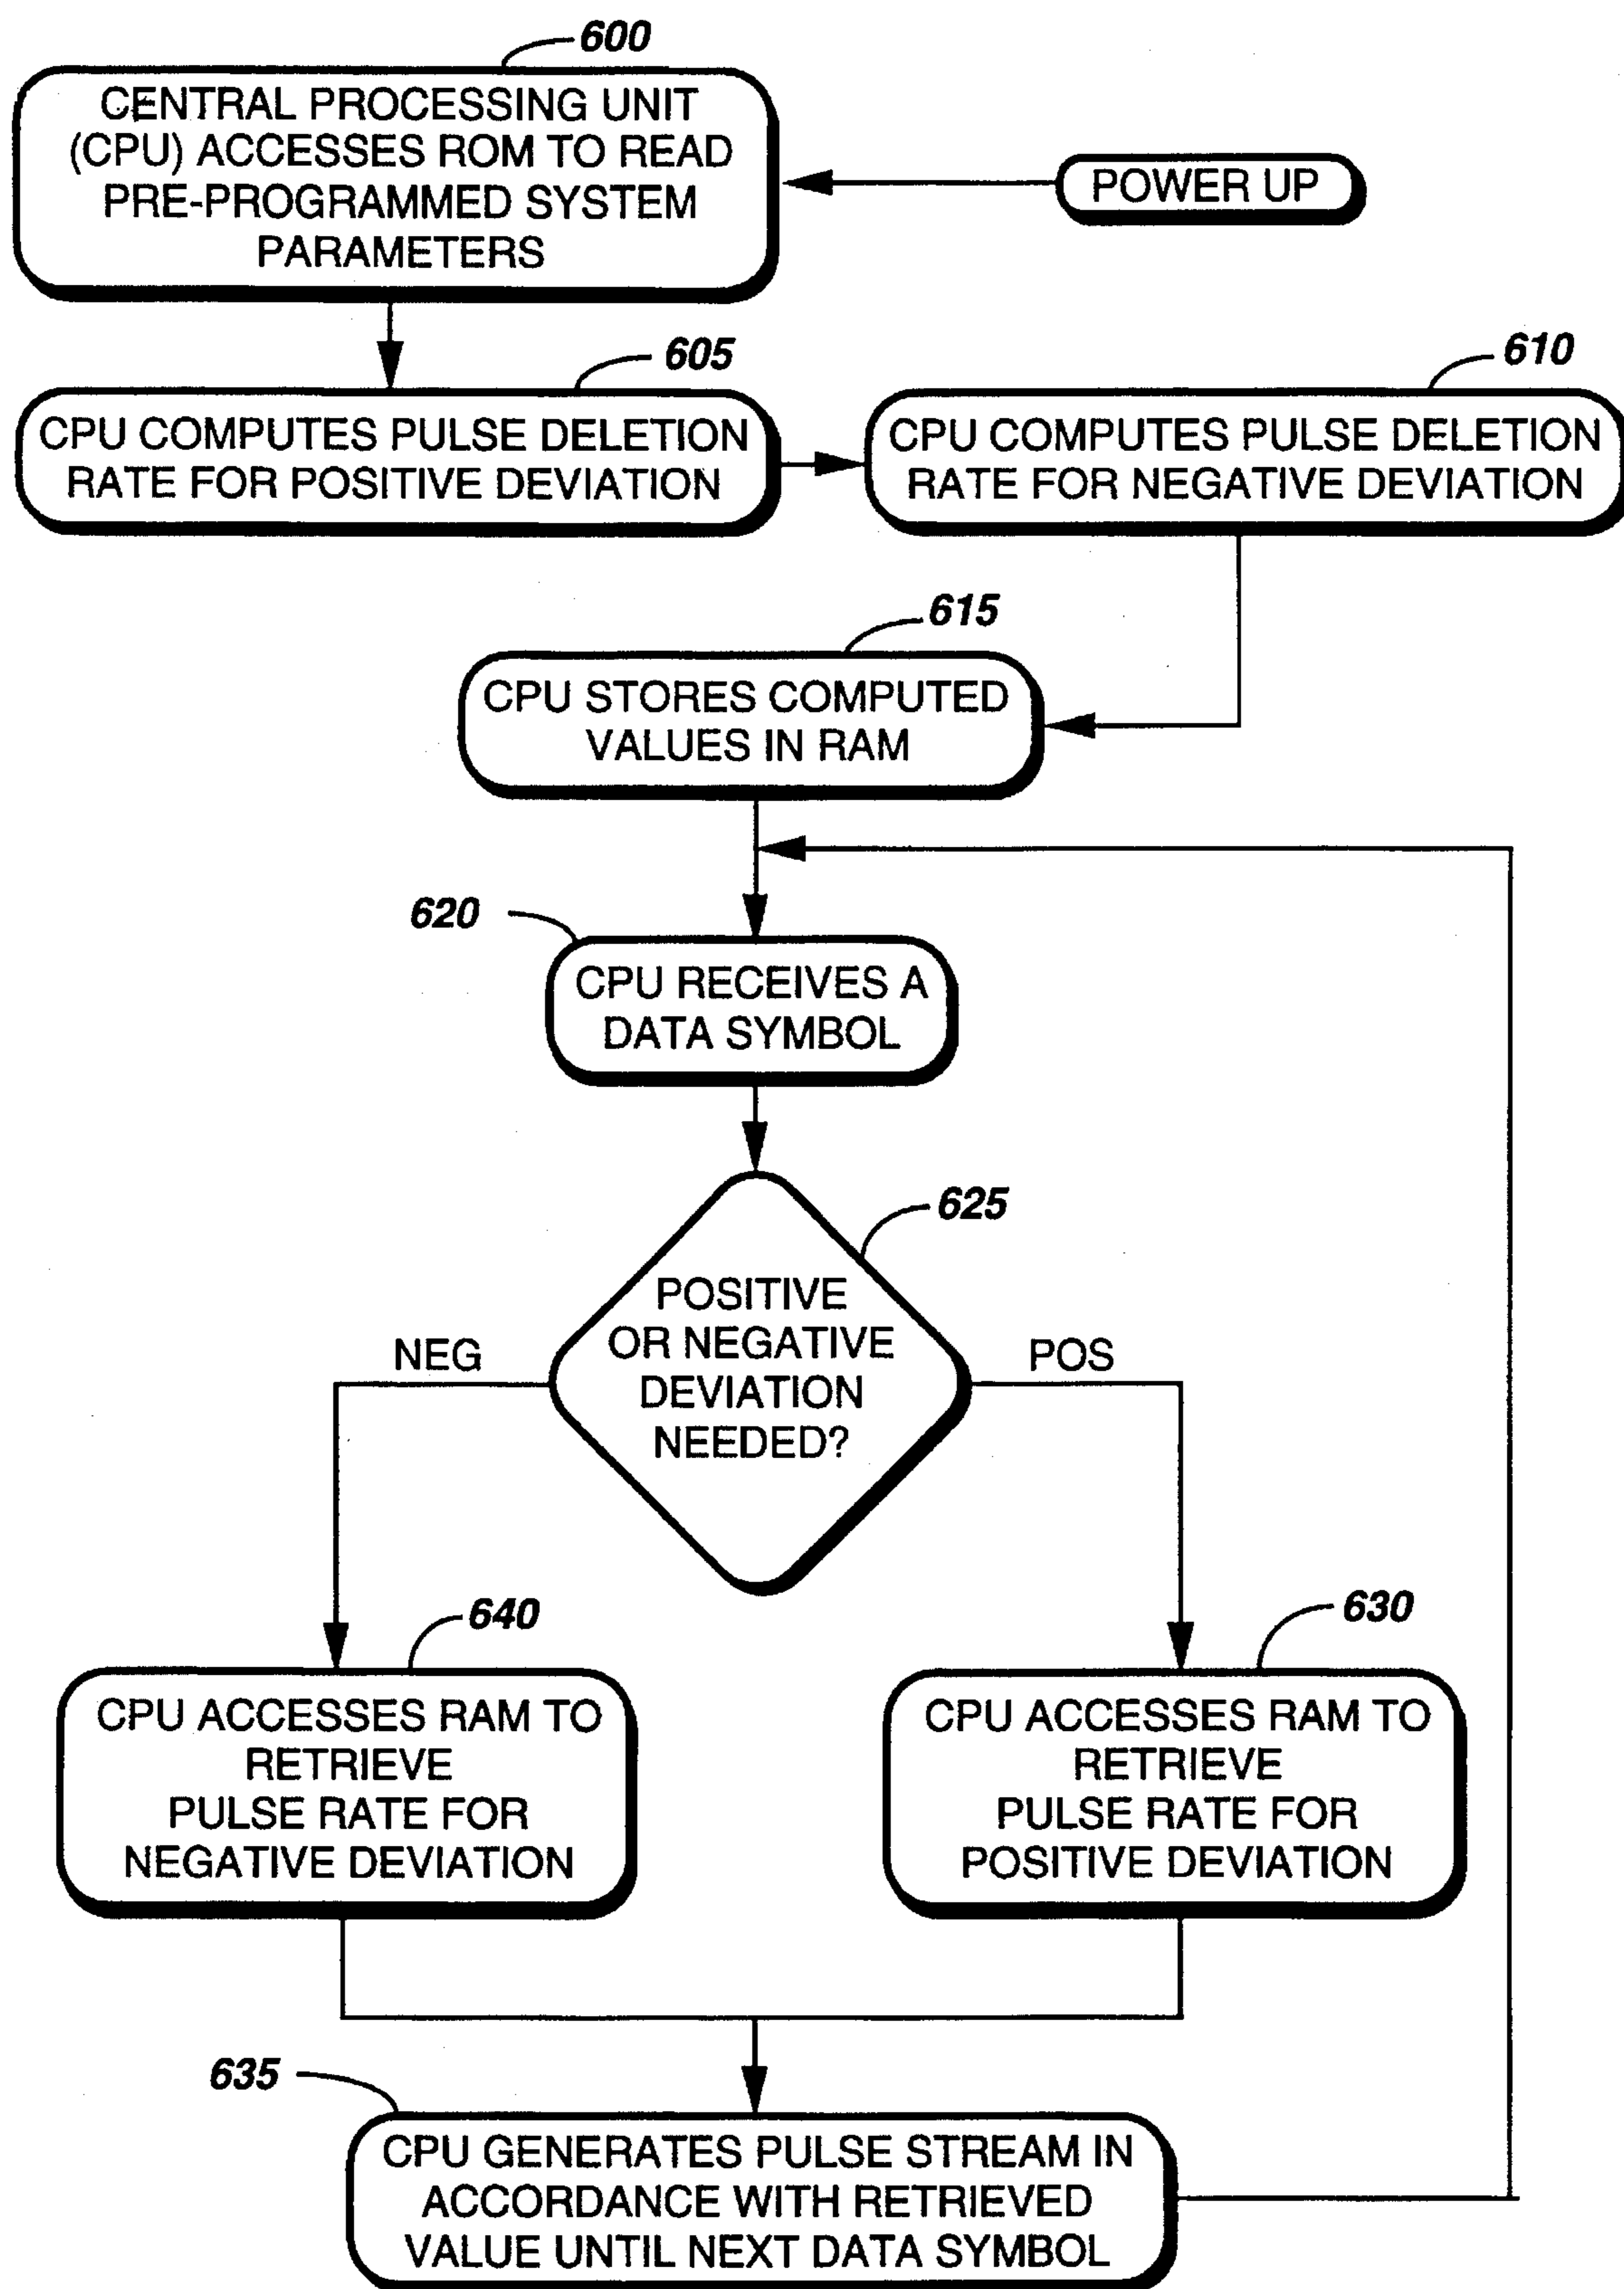 600
CENTRAL PROCESSING UNIT
(CPU) ACCESSES ROM TO READ
PRE-PROGRAMMED SYSTEM
PARAMETERS
POWER UP
605
CPU COMPUTES PULSE DELETION
RATE FOR POSITIVE DEVIATION
610
CPU COMPUTES PULSE DELETION
RATE FOR NEGATIVE DEVIATION
615
CPU STORES COMPUTED
VALUES IN RAM
620
CPU RECEIVES A
DATA SYMBOL
625
POSITIVE
OR NEGATIVE
DEVIATION
NEEDED?
NEG
POS
640
CPU ACCESSES RAM TO
RETRIEVE
PULSE RATE FOR
NEGATIVE DEVIATION
630
CPU ACCESSES RAM TO
RETRIEVE
PULSE RATE FOR
POSITIVE DEVIATION
635
CPU GENERATES PULSE STREAM IN
ACCORDANCE WITH RETRIEVED
VALUE UNTIL NEXT DATA SYMBOL